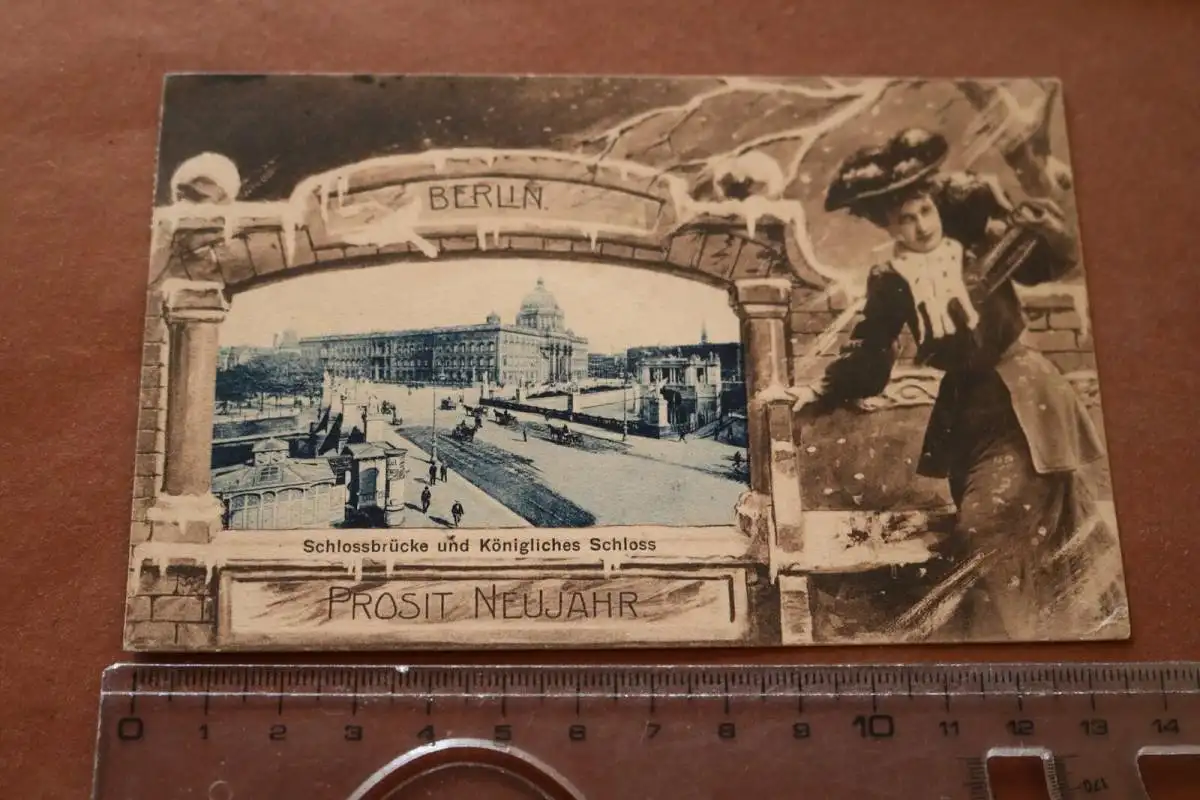 BERLIN.
Schlossbrücke und Königliches Schloss
PROSIT NEUJAHR
0 1 2 3 4 5 6 7 8 9 10 11 12 13 14
170